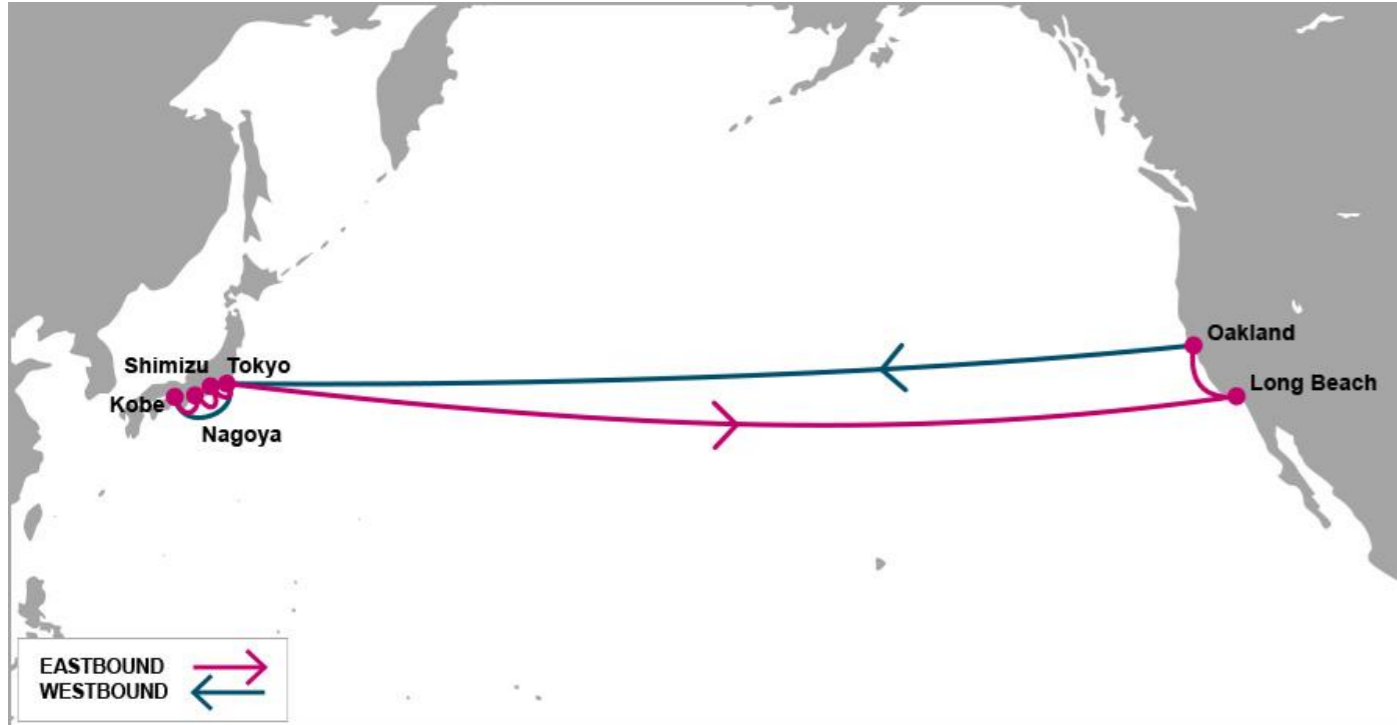 Oakland
Shimizu Tokyo
Long Beach
Kobe
Nagoya
EASTBOUND
WESTBOUND